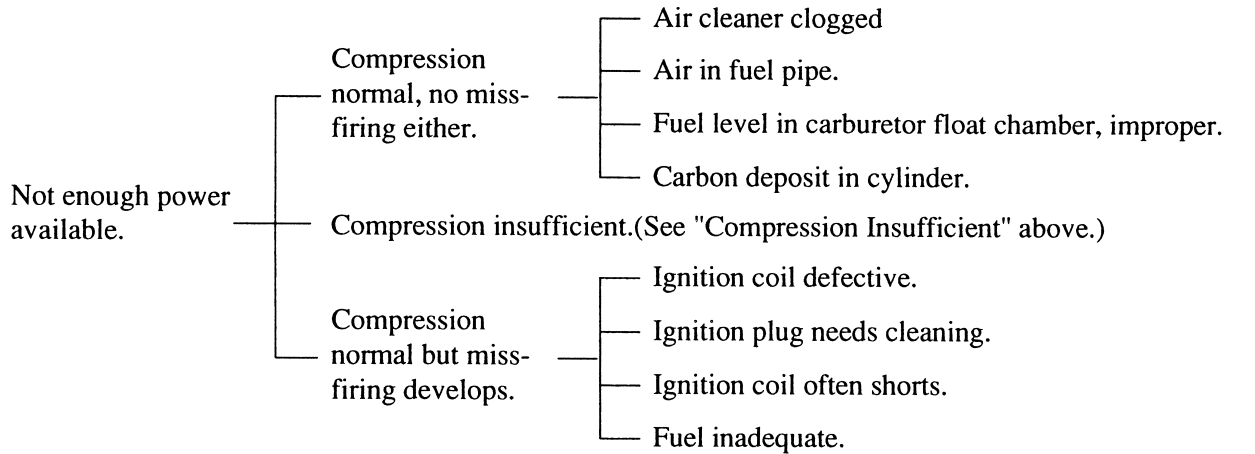 Not enough power
available.
Compression
normal, no miss-
firing either.
Air cleaner clogged
Air in fuel pipe.
Fuel level in carburetor float chamber, improper.
Carbon deposit in cylinder.
Compression insufficient.(See "Compression Insufficient" above.)
Compression
normal but miss-
firing develops.
Ignition coil defective.
Ignition plug needs cleaning.
Ignition coil often shorts.
Fuel inadequate.